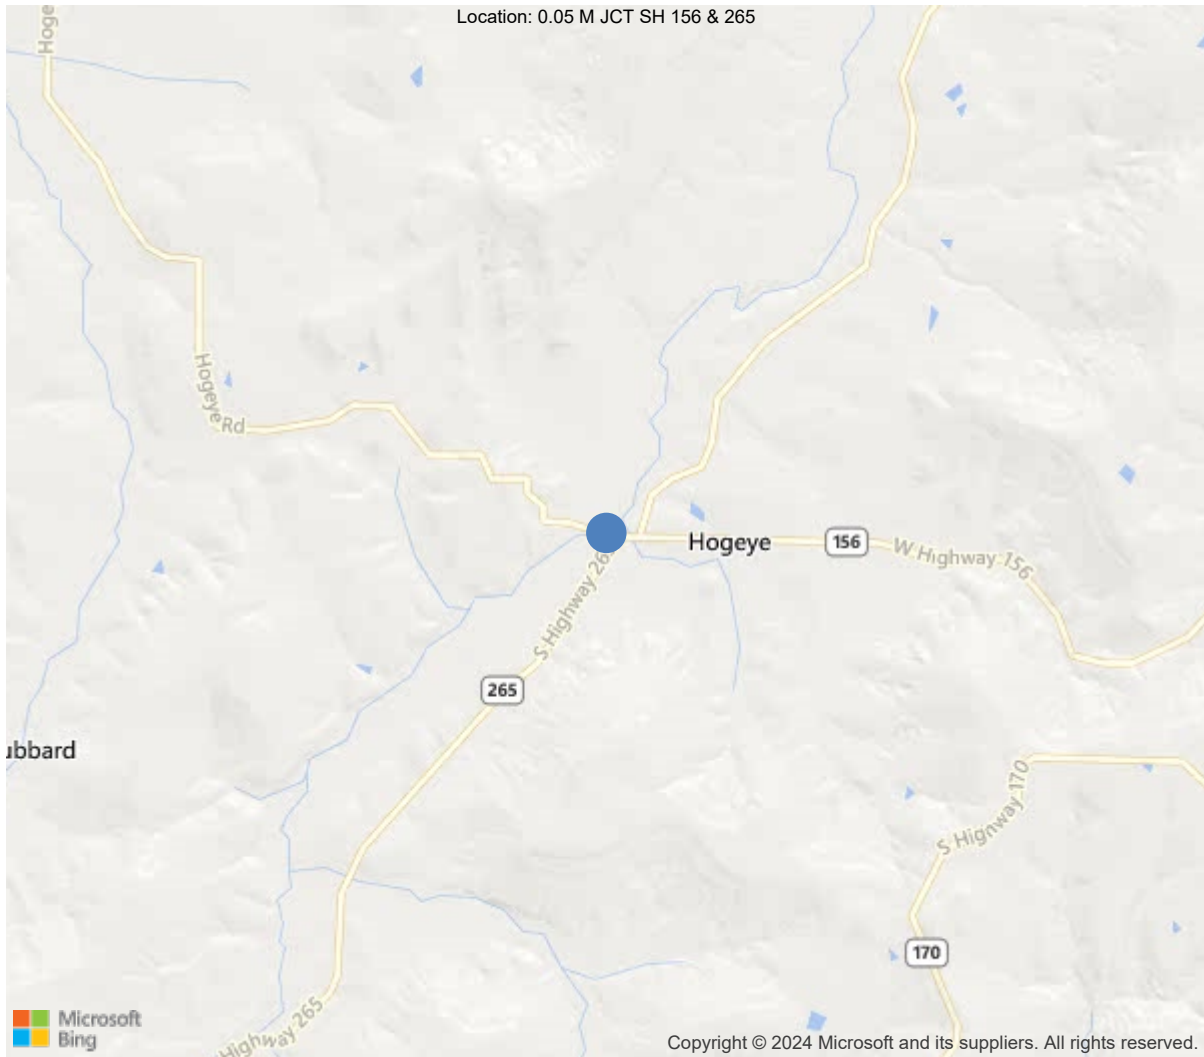 Location: 0.05 M JCT SH 156 & 265
Hoge
Hogeye Rd
Hogeye
156
W Highway 156
S Highway 265
265
ubbard
S Highway 170
170
Highway 265
Microsoft
Bing
Copyright © 2024 Microsoft and its suppliers. All rights reserved.